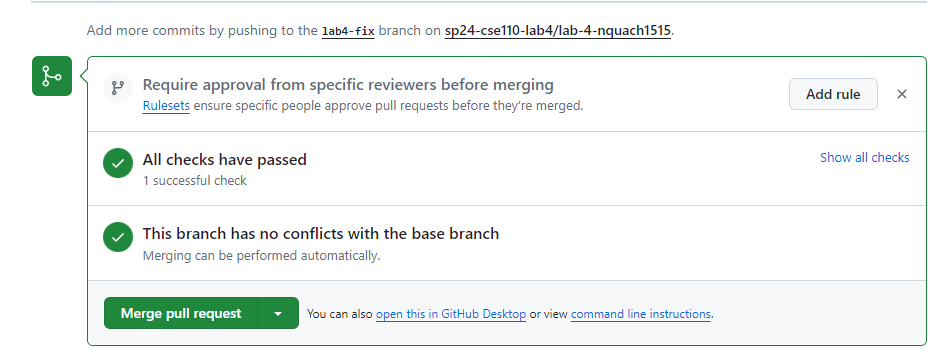 Add more commits by pushing to the lab4-fix branch on sp24-cse110-lab4/lab-4-nquach1515.
Require approval from specific reviewers before merging
Rulesets ensure specific people approve pull requests before they're merged.
Add rule
All checks have passed
1 successful check
Show all checks
This branch has no conflicts with the base branch
Merging can be performed automatically.
Merge pull request
You can also open this in GitHub Desktop or view command line instructions.